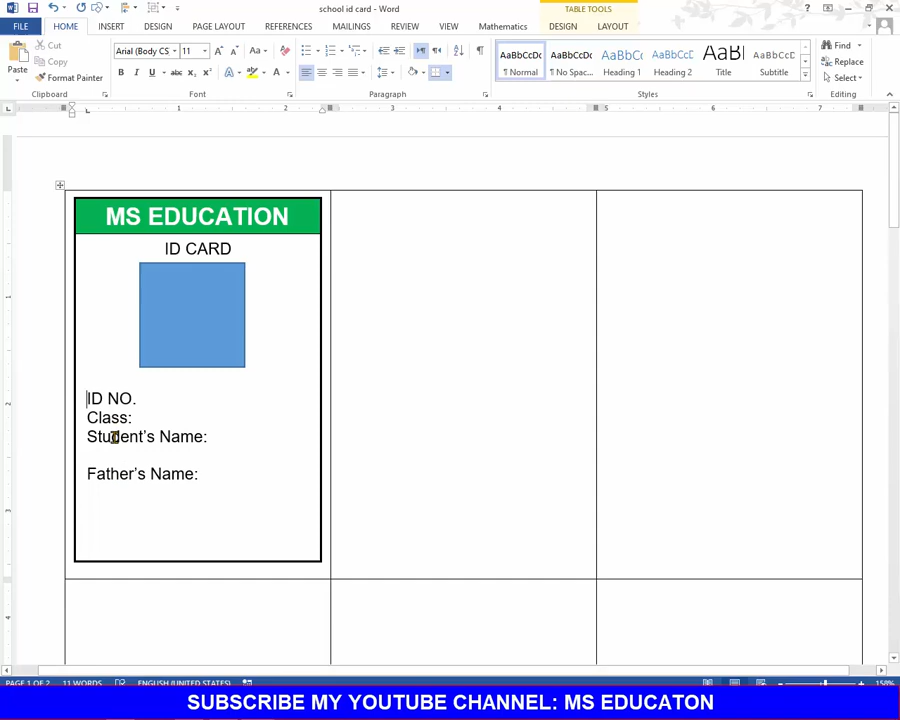 school id card - Word
TABLE TOOLS
FILE HOME INSERT DESIGN PAGE LAYOUT REFERENCES MAILINGS REVIEW VIEW Mathematics DESIGN LAYOUT
Paste
Cut
Copy
Format Painter
Clipboard
Arial (Body CS 11
Font
Paragraph
AaBbCcDc ¶ Normal
AaBbCcDc ¶ No Spac...
AaBbCc Heading 1
AaBbCc Heading 2
AaBl Title
AaBbCcD Subtitle
Styles
Find
Replace
Select
Editing
MS EDUCATION
ID CARD
ID NO.
Class:
Student's Name:
Father's Name:
PAGE 1 OF 2 11 WORDS ENGLISH (UNITED STATES) 158%
SUBSCRIBE MY YOUTUBE CHANNEL: MS EDUCATON